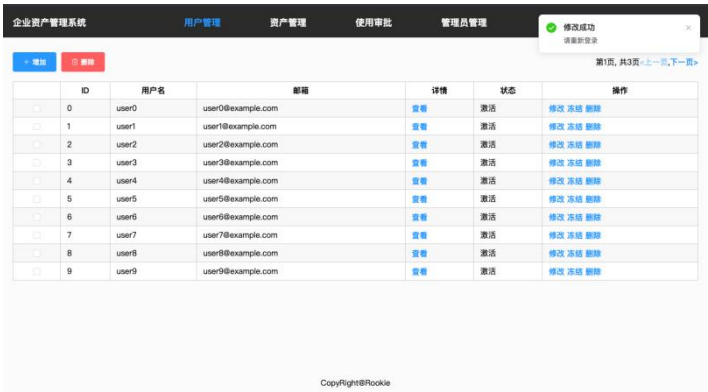 企业资产管理系统 用户管理 资产管理 使用审批 管理员管理
修改成功 ×
请重新登录
+ 增加 删除 第1页, 共3页<上一页,下一页>
ID 用户名 邮箱 详情 状态 操作
0 user0 user0@example.com 查看 激活 修改 冻结 删除
1 user1 user1@example.com 查看 激活 修改 冻结 删除
2 user2 user2@example.com 查看 激活 修改 冻结 删除
3 user3 user3@example.com 查看 激活 修改 冻结 删除
4 user4 user4@example.com 查看 激活 修改 冻结 删除
5 user5 user5@example.com 查看 激活 修改 冻结 删除
6 user6 user6@example.com 查看 激活 修改 冻结 删除
7 user7 user7@example.com 查看 激活 修改 冻结 删除
8 user8 user8@example.com 查看 激活 修改 冻结 删除
9 user9 user9@example.com 查看 激活 修改 冻结 删除
CopyRight@Rookie